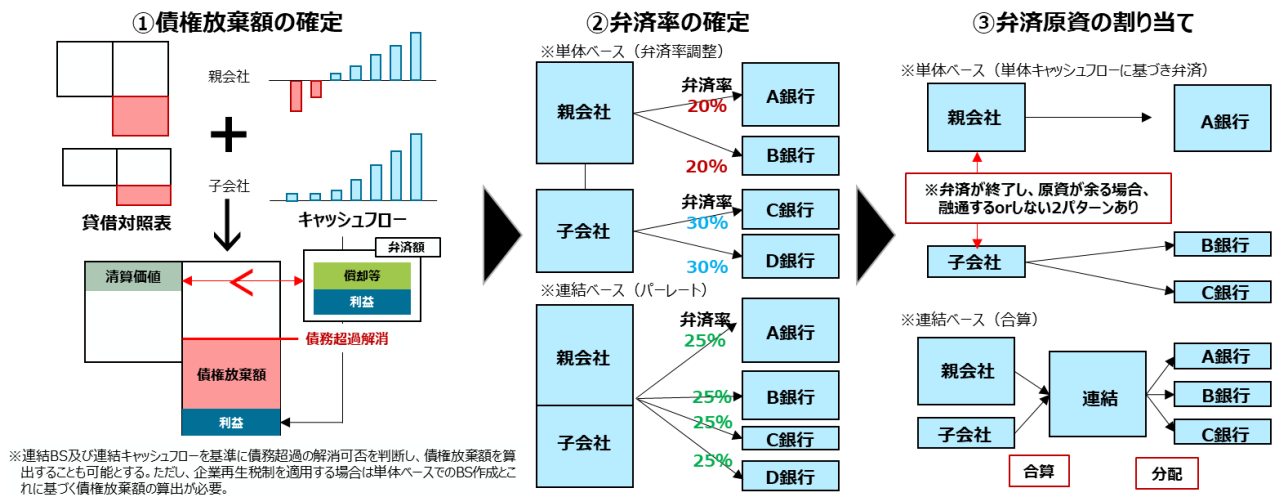 ①債権放棄額の確定
親会社
子会社
貸借対照表
キャッシュフロー
弁済額
清算価値
<
償却等
利益
債務超過解消
債権放棄額
利益
※連結BS及び連結キャッシュフローを基準に債務超過の解消可否を判断し、債権放棄額を算
出することも可能とする。ただし、企業再生税制を適用する場合は単体ベースでのBS作成とこ
れに基づく債権放棄額の算出が必要。
②弁済率の確定
※単体ベース（弁済率調整）
親会社
弁済率
20%
A銀行
20%
B銀行
子会社
弁済率
30%
C銀行
30%
D銀行
※連結ベース（パーレート）
親会社
子会社
弁済率
25%
A銀行
25%
B銀行
25%
C銀行
25%
D銀行
③弁済原資の割り当て
※単体ベース（単体キャッシュフローに基づき弁済）
親会社
A銀行
※弁済が終了し、原資が余る場合、
融通するorしない2パターンあり
子会社
B銀行
C銀行
※連結ベース（合算）
親会社
子会社
連結
A銀行
B銀行
C銀行
合算
分配